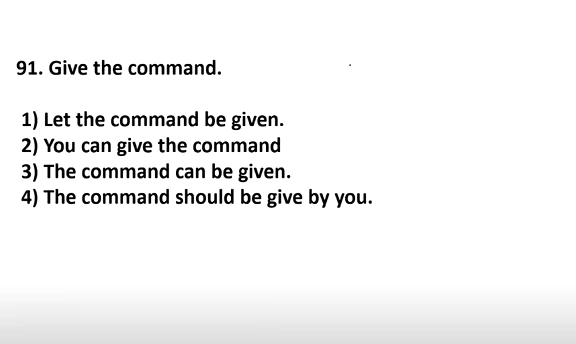 91. Give the command.
1) Let the command be given.
2) You can give the command
3) The command can be given.
4) The command should be give by you.